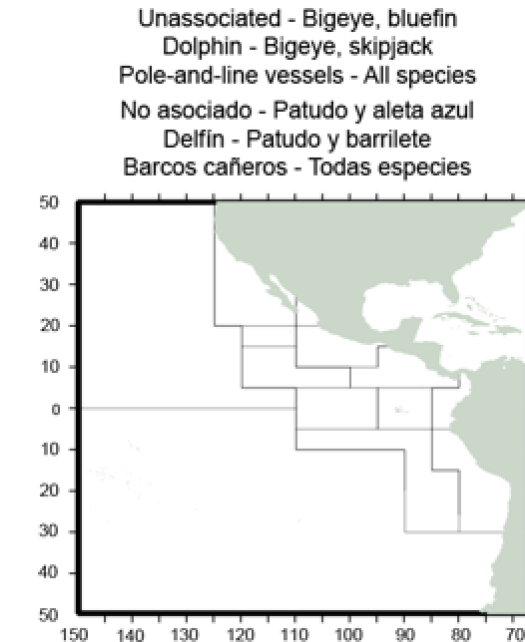 Unassociated - Bigeye, bluefin
Dolphin - Bigeye, skipjack
Pole-and-line vessels - All species
No asociado - Patudo y aleta azul
Delfín - Patudo y barrilete
Barcos cañeros - Todas especies
50
40
30
20
10
0
10
20
30
40
50
150 140 130 120 110 100 90 80 70